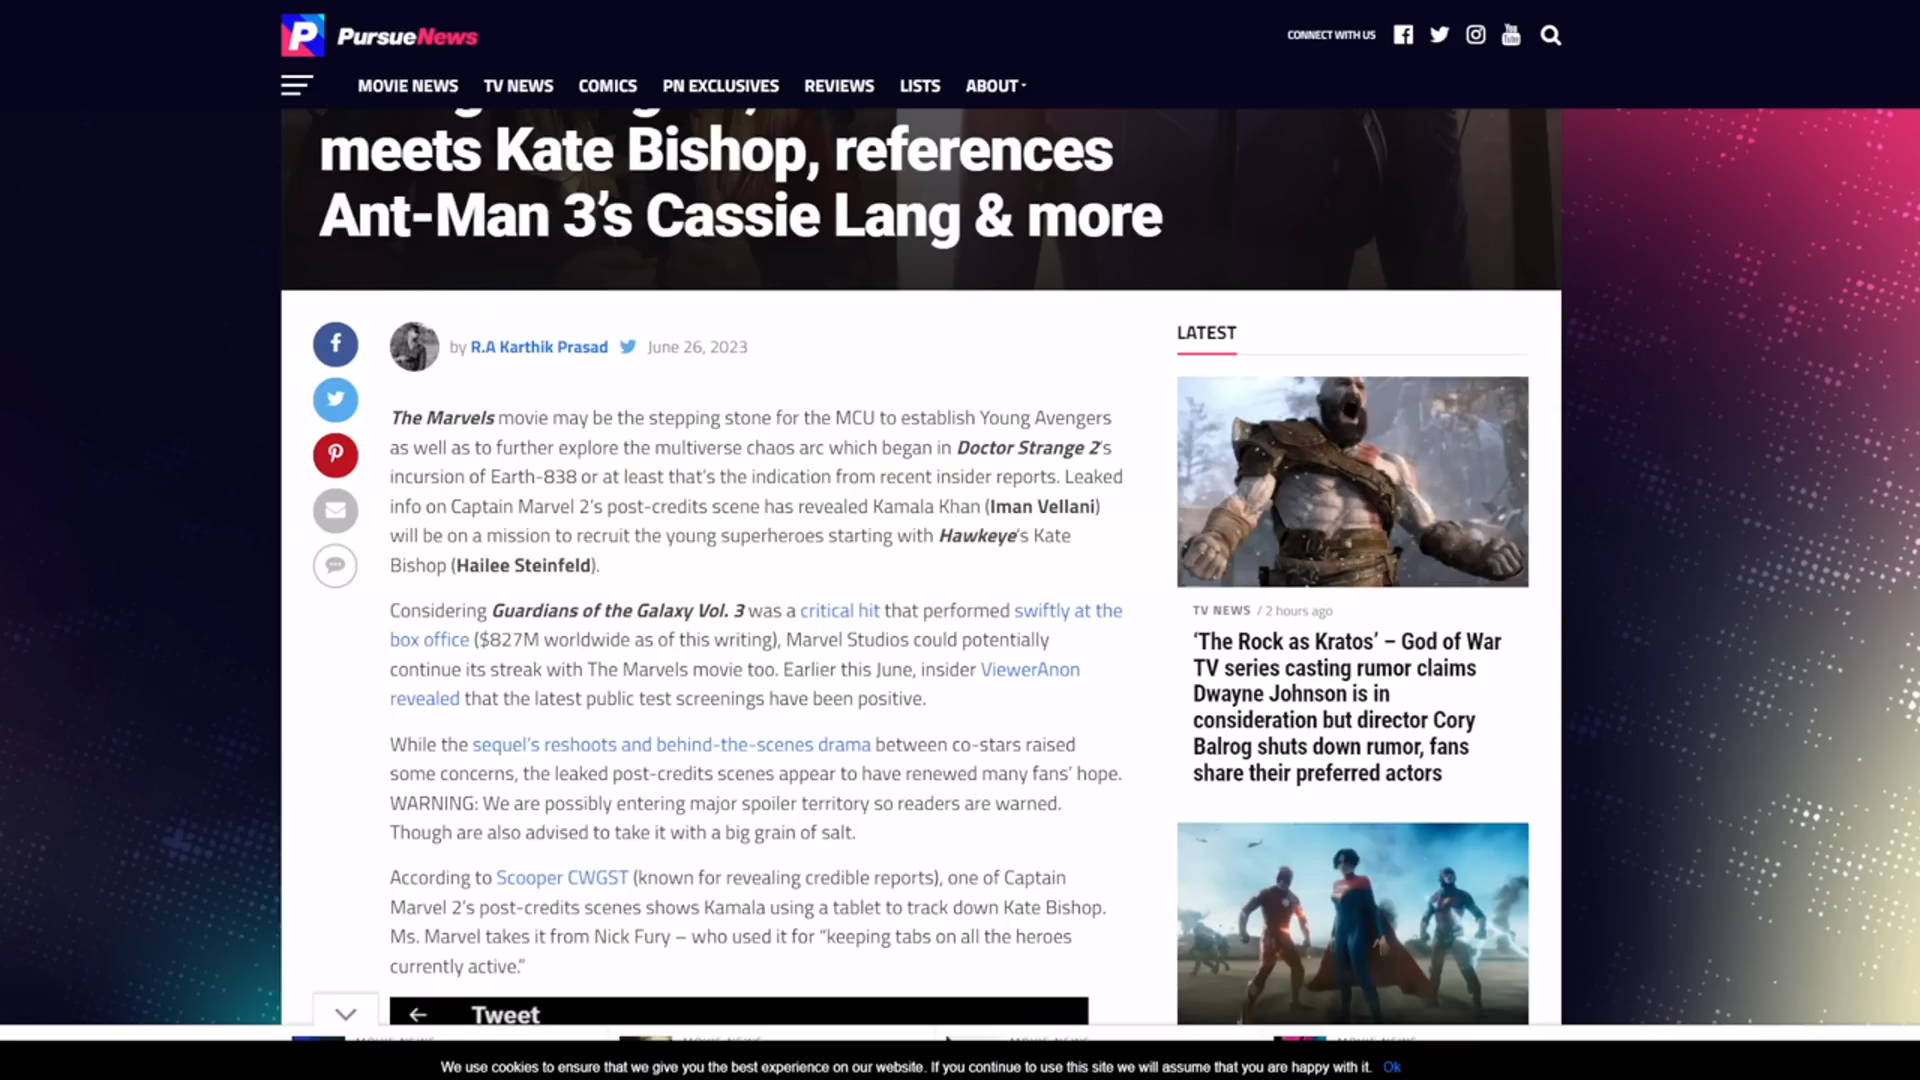 PursueNews
CONNECT WITH US
MOVIE NEWS TV NEWS COMICS PN EXCLUSIVES REVIEWS LISTS ABOUT
meets Kate Bishop, references
Ant-Man 3’s Cassie Lang & more
by R.A Karthik Prasad June 26, 2023
The Marvels movie may be the stepping stone for the MCU to establish Young Avengers
as well as to further explore the multiverse chaos arc which began in Doctor Strange 2's
incursion of Earth-838 or at least that’s the indication from recent insider reports. Leaked
info on Captain Marvel 2’s post-credits scene has revealed Kamala Khan (Iman Vellani)
will be on a mission to recruit the young superheroes starting with Hawkeye's Kate
Bishop (Hailee Steinfeld).
Considering Guardians of the Galaxy Vol. 3 was a critical hit that performed swiftly at the
box office ($827M worldwide as of this writing), Marvel Studios could potentially
continue its streak with The Marvels movie too. Earlier this June, insider ViewerAnon
revealed that the latest public test screenings have been positive.
While the sequel’s reshoots and behind-the-scenes drama between co-stars raised
some concerns, the leaked post-credits scenes appear to have renewed many fans’ hope.
WARNING: We are possibly entering major spoiler territory so readers are warned.
Though are also advised to take it with a big grain of salt.
According to Scooper CWGST (known for revealing credible reports), one of Captain
Marvel 2’s post-credits scenes shows Kamala using a tablet to track down Kate Bishop.
Ms. Marvel takes it from Nick Fury – who used it for “keeping tabs on all the heroes
currently active.”
Tweet
LATEST
TV NEWS / 2 hours ago
‘The Rock as Kratos’ – God of War
TV series casting rumor claims
Dwayne Johnson is in
consideration but director Cory
Balrog shuts down rumor, fans
share their preferred actors
We use cookies to ensure that we give you the best experience on our website. If you continue to use this site we will assume that you are happy with it. Ok